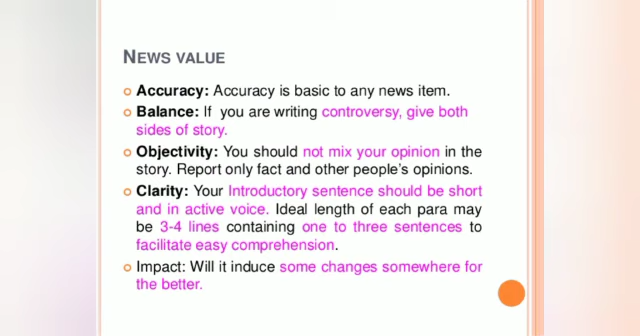 NEWS VALUE
Accuracy: Accuracy is basic to any news item.
Balance: If you are writing controversy, give both
sides of story.
Objectivity: You should not mix your opinion in the
story. Report only fact and other people's opinions.
Clarity: Your Introductory sentence should be short
and in active voice. Ideal length of each para may
be 3-4 lines containing one to three sentences to
facilitate easy comprehension.
Impact: Will it induce some changes somewhere for
the better.